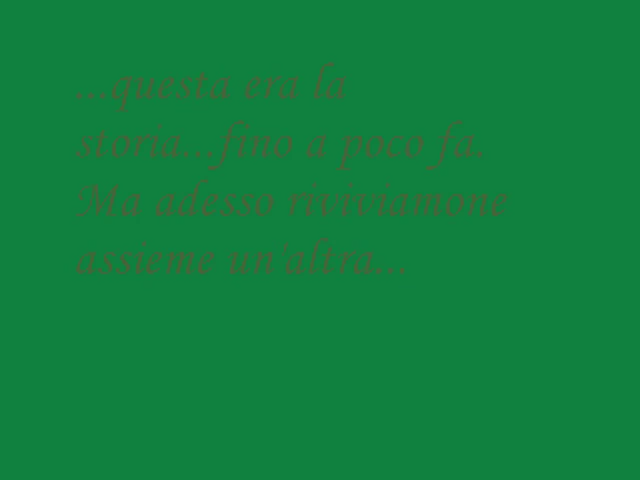 ...questa era la
storia...fino a poco fa.
Ma adesso riviviamone
assieme un'altra...